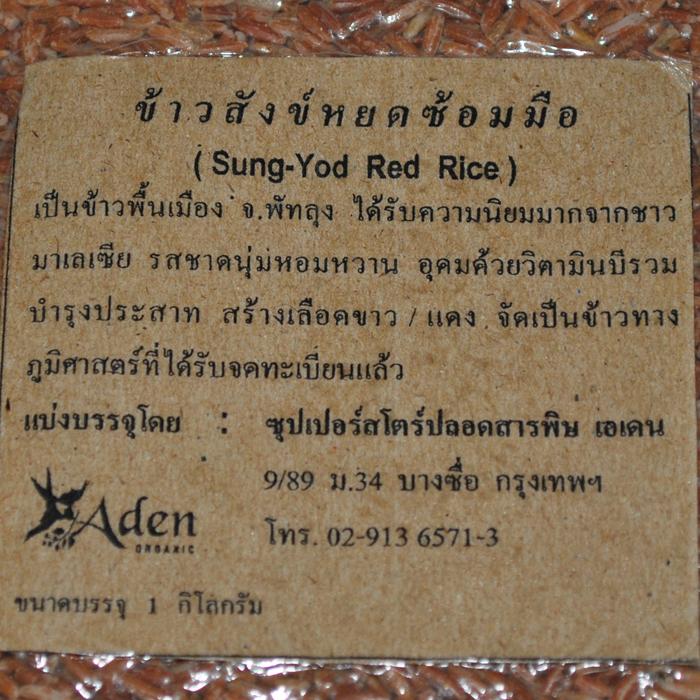 ข้าวสังข์หยดซ้อมมือ
(Sung-Yod Red Rice)
เป็นข้าวพื้นเมือง จ.พัทลุง ได้รับความนิยมมากจากชาว
มาเลเซีย รสชาดนุ่มหอมหวาน อุดมด้วยวิตามินบีรวม
บำรุงประสาท สร้างเลือดขาว / แดง จัดเป็นข้าวทาง
ภูมิศาสตร์ที่ได้รับจดทะเบียนแล้ว
แบ่งบรรจุโดย : ซุปเปอร์สโตร์ปลอดสารพิษ เอเดน
9/89 ม.34 บางซื่อ กรุงเทพฯ
Aden
ORGANIC
โทร. 02-913 6571-3
ขนาดบรรจุ 1 กิโลกรัม